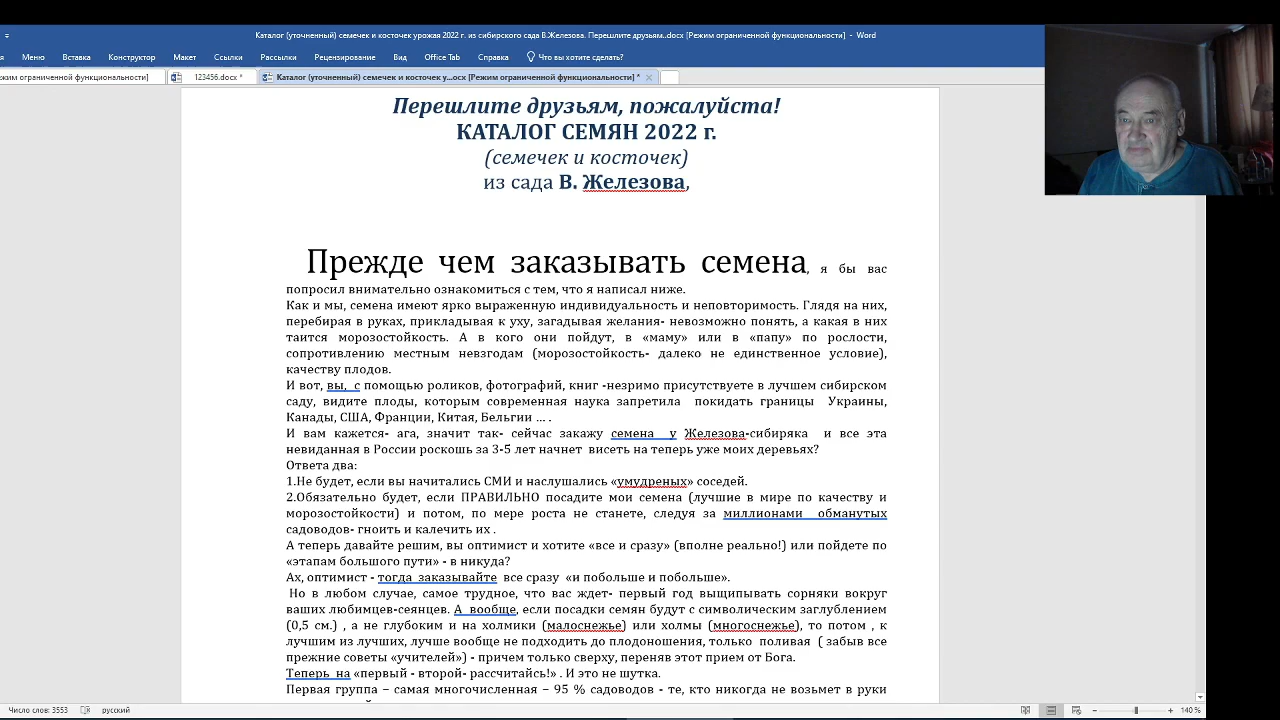 Каталог (уточненный) семечек и косточек урожая 2022 г. из сибирского сада В.Железова. Перешлите друзьям..docx [Режим ограниченной функциональности] - Word
я Меню Вставка Конструктор Макет Ссылки Рассылки Рецензирование Вид Office Tab Справка Что вы хотите сделать?
жим ограниченной функциональности] 123456.docx * Каталог (уточненный) семечек и косточек у...ocx [Режим ограниченной функциональности] *
Перешлите друзьям, пожалуйста!
КАТАЛОГ СЕМЯН 2022 г.
(семечек и косточек)
из сада В. Железова,
Прежде чем заказывать семена, я бы вас
попросил внимательно ознакомиться с тем, что я написал ниже.
Как и мы, семена имеют ярко выраженную индивидуальность и неповторимость. Глядя на них,
перебирая в руках, прикладывая к уху, загадывая желания- невозможно понять, а какая в них
таится морозостойкость. А в кого они пойдут, в «маму» или в «папу» по рослости,
сопротивлению местным невзгодам (морозостойкость- далеко не единственное условие),
качеству плодов.
И вот, вы, с помощью роликов, фотографий, книг -незримо присутствуете в лучшем сибирском
саду, видите плоды, которым современная наука запретила покидать границы Украины,
Канады, США, Франции, Китая, Бельгии ... .
И вам кажется- ага, значит так- сейчас закажу семена у Железова-сибиряка и все эта
невиданная в России роскошь за 3-5 лет начнет висеть на теперь уже моих деревьях?
Ответа два:
1.Не будет, если вы начитались СМИ и наслушались «умудреных» соседей.
2.Обязательно будет, если ПРАВИЛЬНО посадите мои семена (лучшие в мире по качеству и
морозостойкости) и потом, по мере роста не станете, следуя за миллионами обманутых
садоводов- гноить и калечить их .
А теперь давайте решим, вы оптимист и хотите «все и сразу» (вполне реально!) или пойдете по
«этапам большого пути» - в никуда?
Ах, оптимист - тогда заказывайте все сразу «и побольше и побольше».
Но в любом случае, самое трудное, что вас ждет- первый год выщипывать сорняки вокруг
ваших любимцев-сеянцев. А вообще, если посадки семян будут с символическим заглублением
(0,5 см.) , а не глубоким и на холмики (малоснежье) или холмы (многоснежье), то потом , к
лучшим из лучших, лучше вообще не подходить до плодоношения, только поливая ( забыв все
прежние советы «учителей») - причем только сверху, переняв этот прием от Бога.
Теперь на «первый - второй- рассчитайсь!» . И это не шутка.
Первая группа – самая многочисленная – 95 % садоводов - те, кто никогда не возьмет в руки
Число слов: 3553 русский 140 %